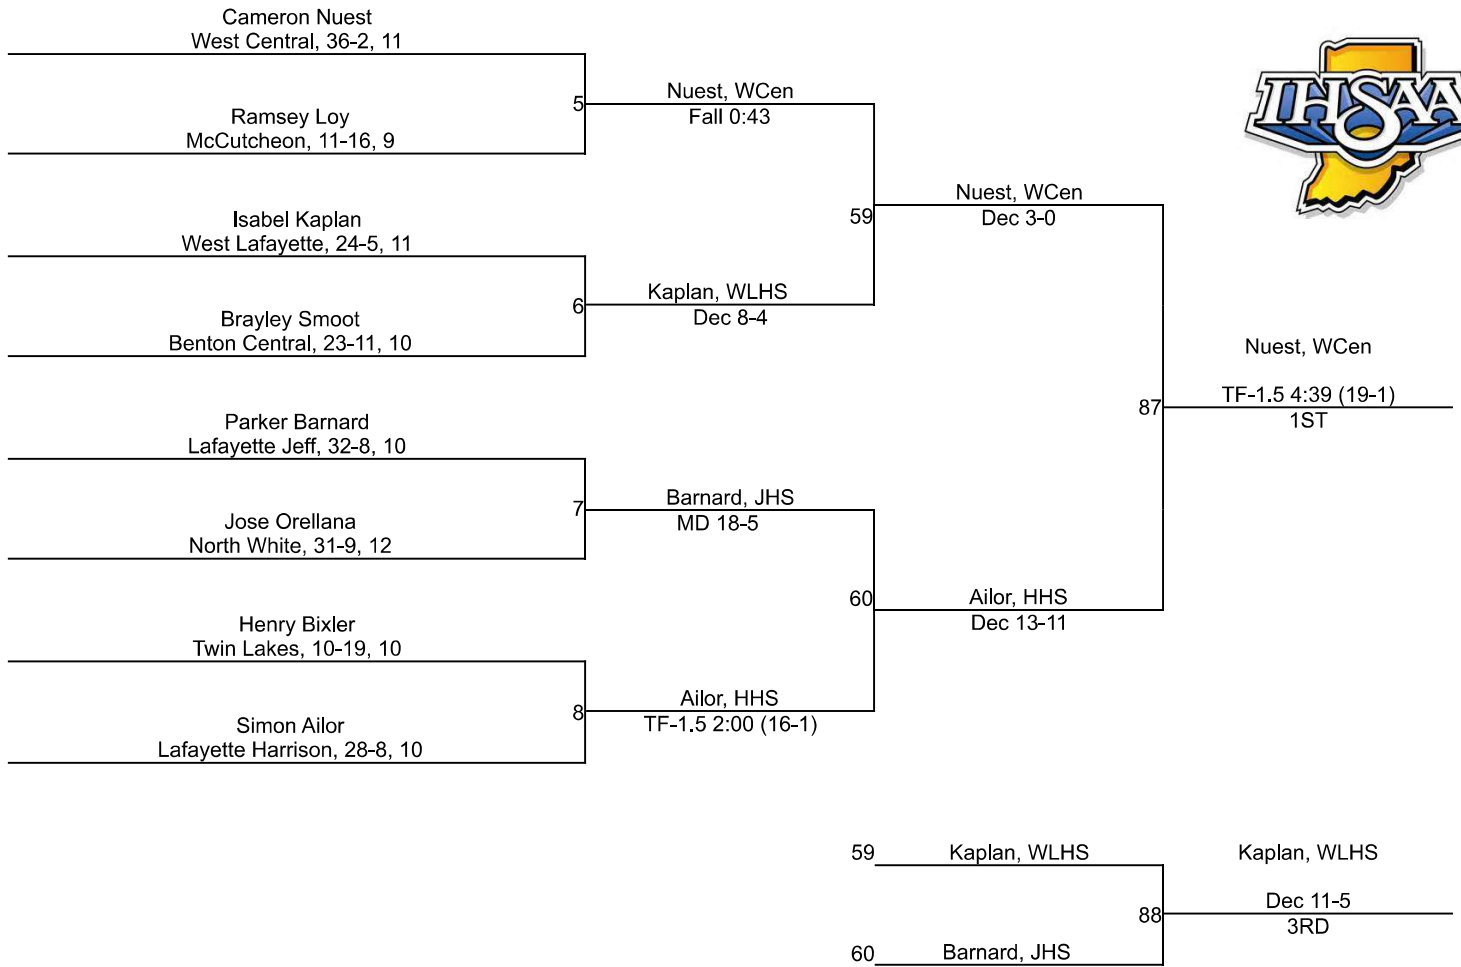 Cameron Nuest
West Central, 36-2, 11
Ramsey Loy
McCutcheon, 11-16, 9
Isabel Kaplan
West Lafayette, 24-5, 11
Brayley Smoot
Benton Central, 23-11, 10
Parker Barnard
Lafayette Jeff, 32-8, 10
Jose Orellana
North White, 31-9, 12
Henry Bixler
Twin Lakes, 10-19, 10
Simon Ailor
Lafayette Harrison, 28-8, 10
5
Nuest, WCen
Fall 0:43
6
Kaplan, WLHS
Dec 8-4
7
Barnard, JHS
MD 18-5
8
Ailor, HHS
TF-1.5 2:00 (16-1)
59
Nuest, WCen
Dec 3-0
60
Ailor, HHS
Dec 13-11
IHSAA
87
Nuest, WCen
TF-1.5 4:39 (19-1)
1ST
59
Kaplan, WLHS
60
Barnard, JHS
88
Kaplan, WLHS
Dec 11-5
3RD